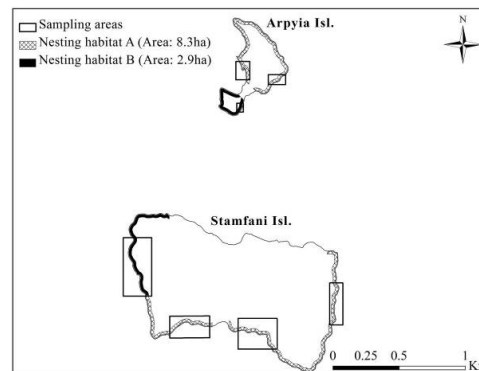 Sampling areas
Nesting habitat A (Area: 8.3ha)
Nesting habitat B (Area: 2.9ha)
Arpyia Isl.
N
Stamfani Isl.
0 0.25 0.5 1